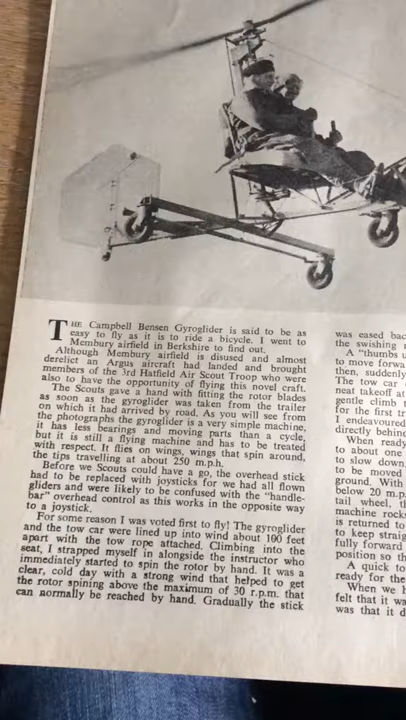 THE Campbell Bensen Gyroglider is said to be as
easy to fly as it is to ride a bicycle. I went to
Membury airfield in Berkshire to find out.
Although Membury airfield is disused and almost
derelict an Argus aircraft had landed and brought
members of the 3rd Hatfield Air Scout Troop who were
also to have the opportunity of flying this novel craft.
The Scouts gave a hand with fitting the rotor blades
as soon as the gyroglider was taken from the trailer
on which it had arrived by road. As you will see from
the photographs the gyroglider is a very simple machine,
it has less bearings and moving parts than a cycle,
but it is still a flying machine and has to be treated
with respect. It flies on wings, wings that spin around,
the tips travelling at about 250 m.p.h.
Before we Scouts could have a go, the overhead stick
had to be replaced with joysticks for we had all flown
gliders and were likely to be confused with the "handle-
bar" overhead control as this works in the opposite way
to a joystick.
For some reason I was voted first to fly! The gyroglider
and the tow car were lined up into wind about 100 feet
apart with the tow rope attached. Climbing into the
seat, I strapped myself in alongside the instructor who
immediately started to spin the rotor by hand. It was a
clear, cold day with a strong wind that helped to get
the rotor spinning above the maximum of 30 r.p.m. that
can normally be reached by hand. Gradually the stick
was eased bac
the swishing
A "thumbs u
to move forwa
then, suddenly
The tow car
neat takeoff at
gentle climb t
for the first tr
I endeavoured
directly behin
When ready
to about one
to slow down,
to be moved
ground. With
below 20 m.p.
tail wheel, th
machine rocks
is returned to
to keep straig
fully forward
position so th
A quick to
ready for the
When we h
felt that it wa
was that it d